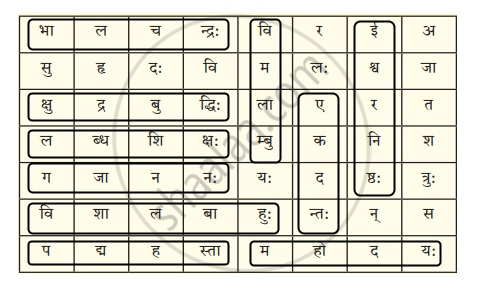 भा ल च न्द्रः वि र ई अ
सु हृ दः वि म लः श्व जा
क्षु द्र बु द्धिः ला ए र त
ल ब्ध शि क्षः म्बु क नि श
ग जा न नः यः द ष्ठः त्रुः
वि शा ल बा हुः न्तः न् स
प द्म ह स्ता म हो द यः
shaalaa.com